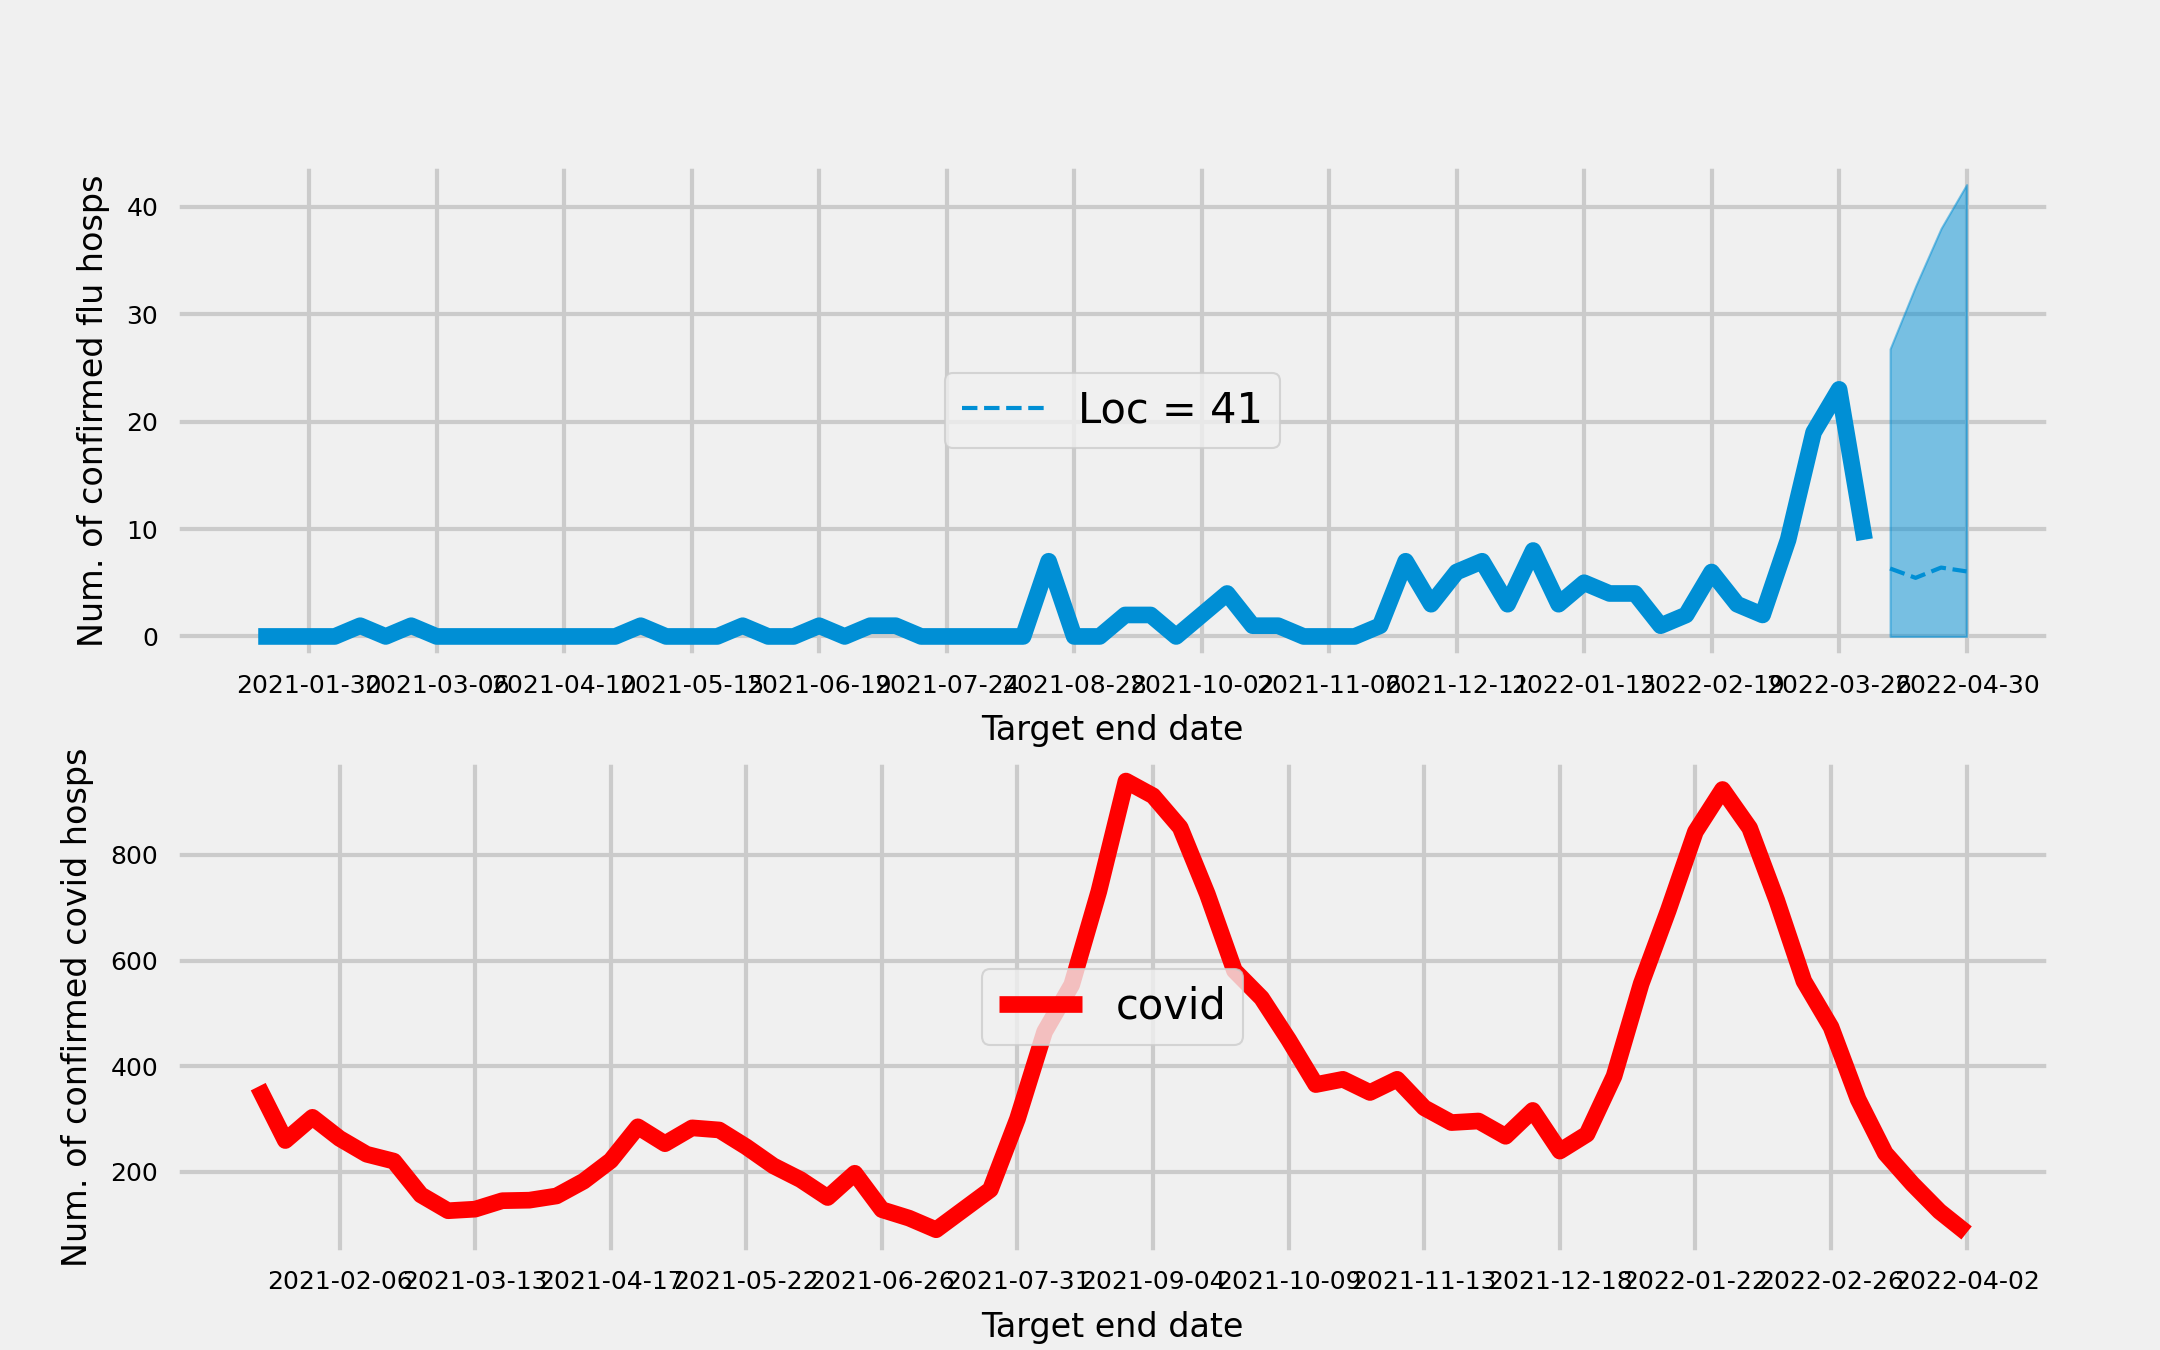 Num. of confirmed flu hosps
40
30
20
10
0
Loc = 41
2021-01-30 2021-03-06 2021-04-10 2021-05-15 2021-06-19 2021-07-24 2021-08-28 2021-10-02 2021-11-06 2021-12-11 2022-01-15 2022-02-19 2022-03-26 2022-04-30
Target end date
Num. of confirmed covid hosps
800
600
400
200
covid
2021-02-06 2021-03-13 2021-04-17 2021-05-22 2021-06-26 2021-07-31 2021-09-04 2021-10-09 2021-11-13 2021-12-18 2022-01-22 2022-02-26 2022-04-02
Target end date